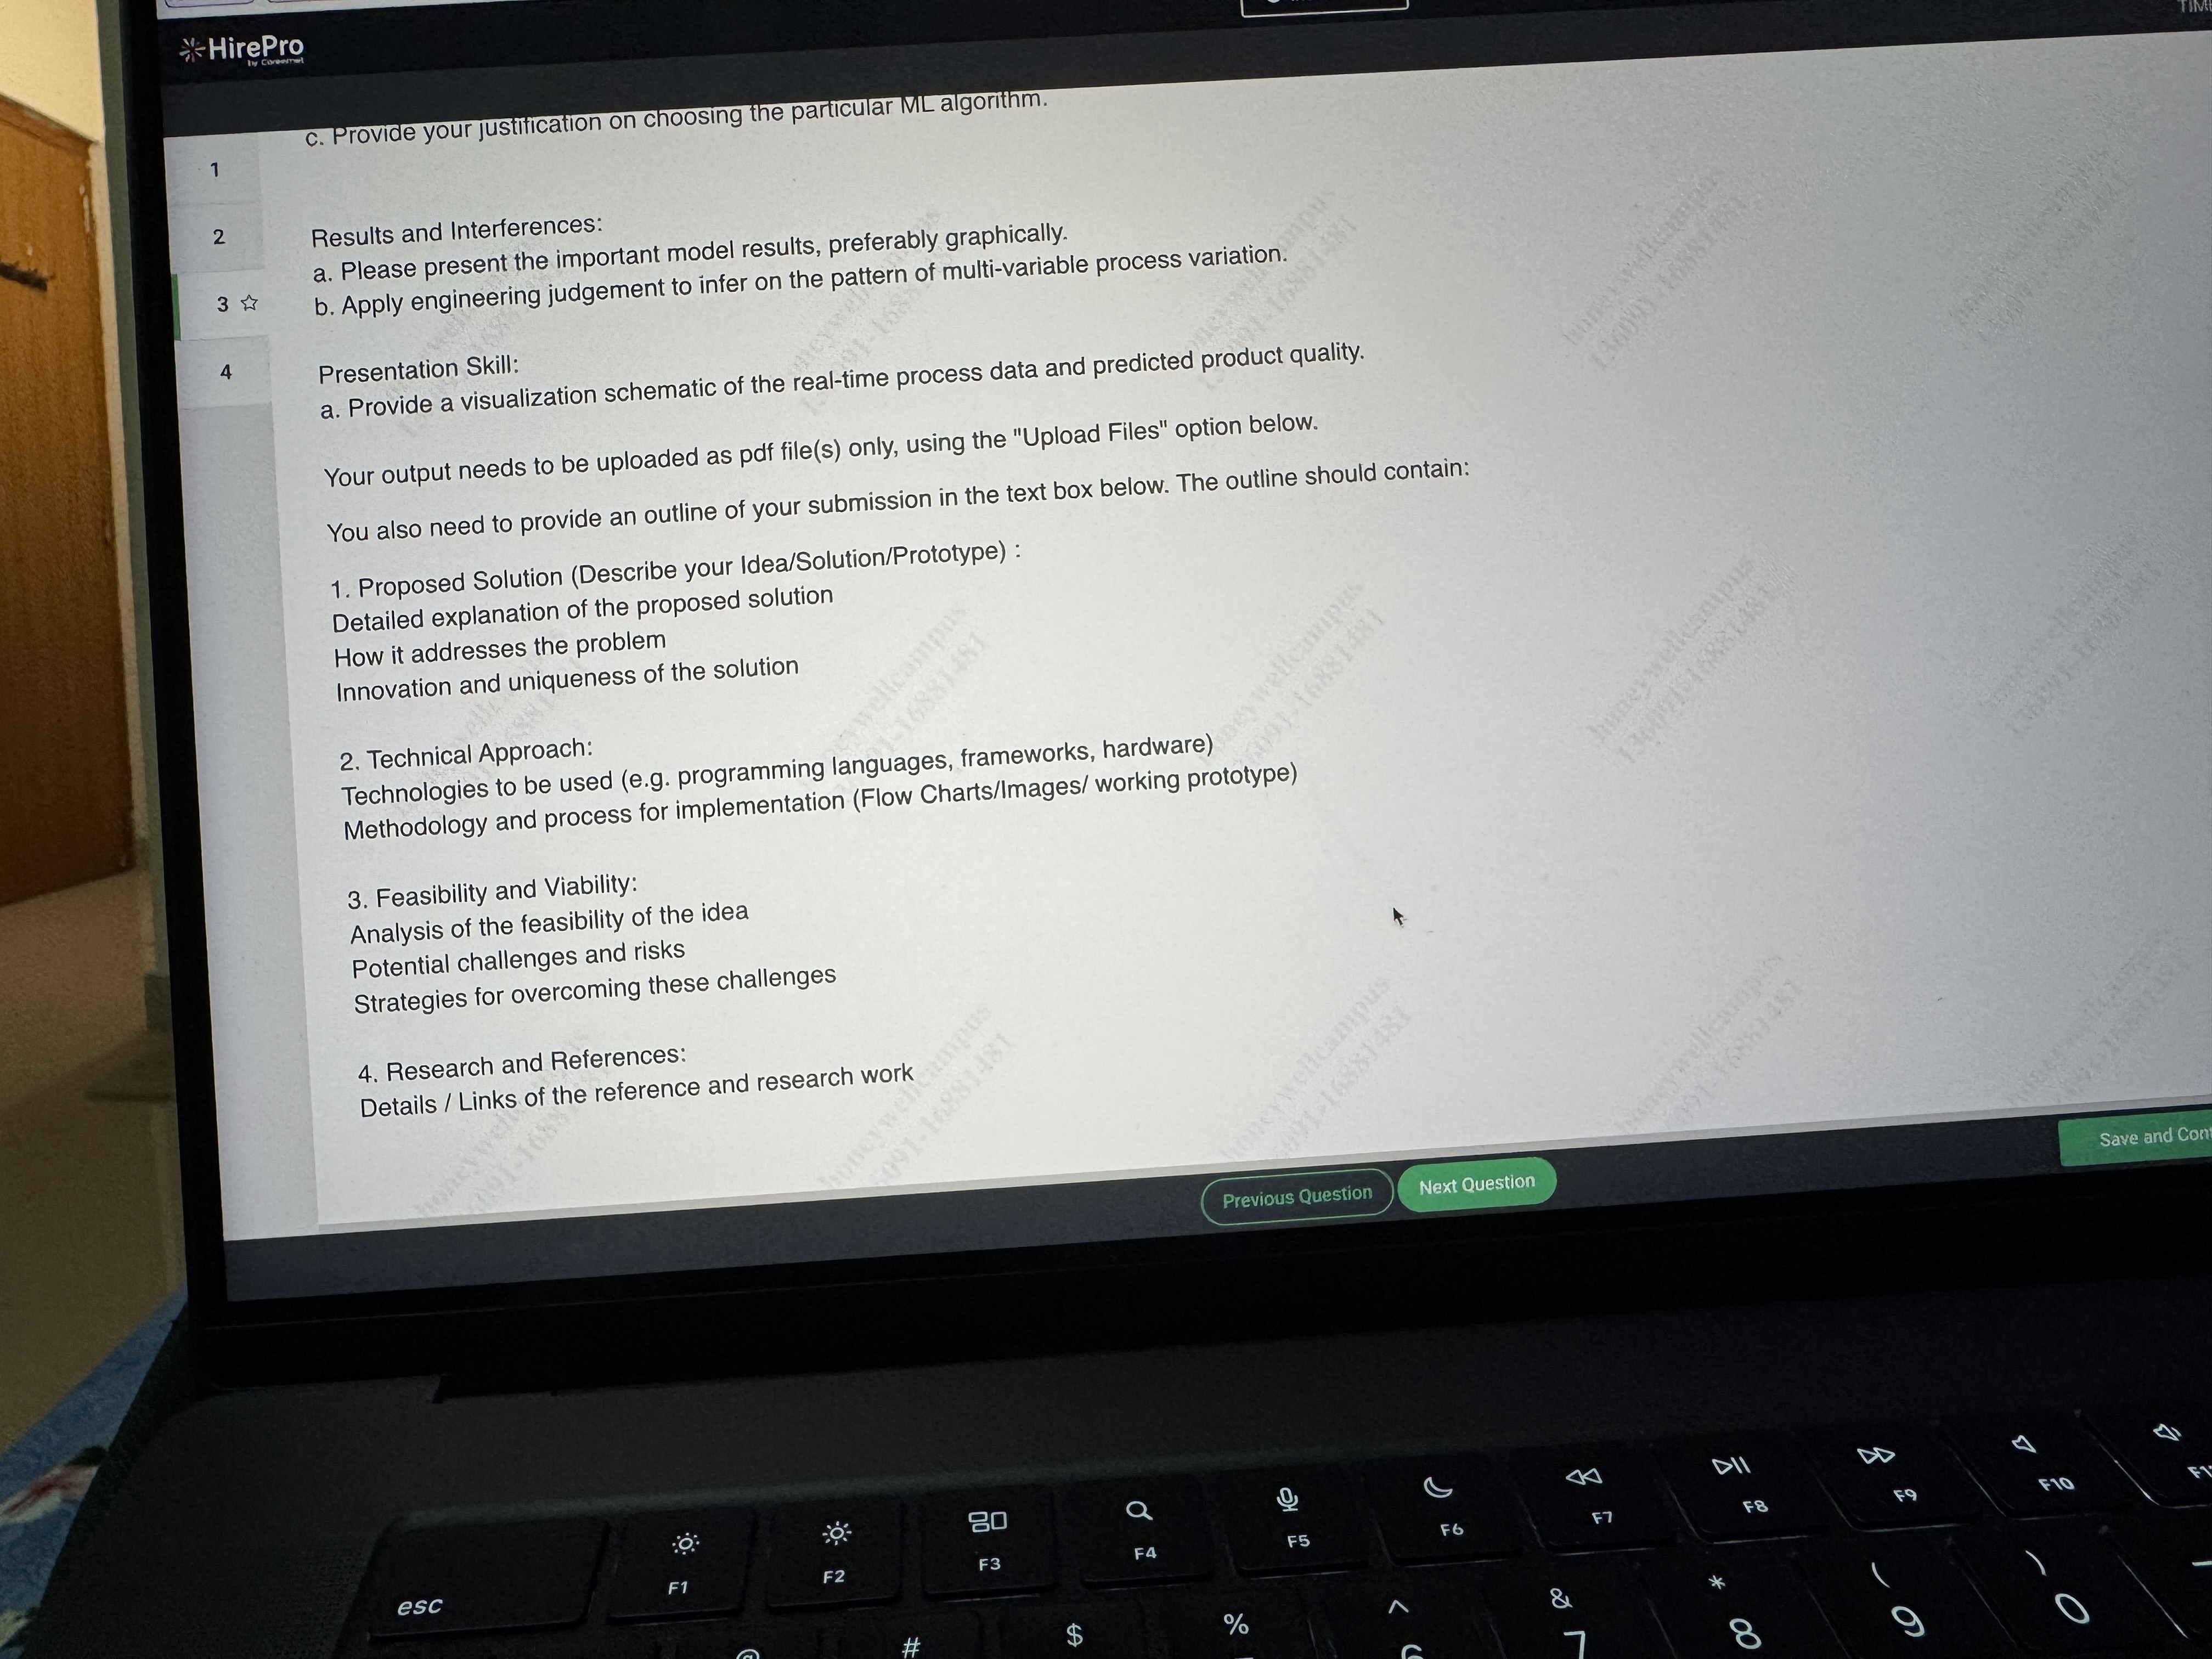 HirePro
by Careernet
TIM
c. Provide your justification on choosing the particular ML algorithm.
1
2
3
4
Results and Interferences:
a. Please present the important model results, preferably graphically.
b. Apply engineering judgement to infer on the pattern of multi-variable process variation.
Presentation Skill:
a. Provide a visualization schematic of the real-time process data and predicted product quality.
Your output needs to be uploaded as pdf file(s) only, using the "Upload Files" option below.
You also need to provide an outline of your submission in the text box below. The outline should contain:
1. Proposed Solution (Describe your Idea/Solution/Prototype) :
Detailed explanation of the proposed solution
How it addresses the problem
Innovation and uniqueness of the solution
2. Technical Approach:
Technologies to be used (e.g. programming languages, frameworks, hardware)
Methodology and process for implementation (Flow Charts/Images/ working prototype)
3. Feasibility and Viability:
Analysis of the feasibility of the idea
Potential challenges and risks
Strategies for overcoming these challenges
4. Research and References:
Details / Links of the reference and research work
honeywellcampus
Previous Question
Next Question
Save and Cont
esc
F1
F2
F3
F4
F5
F6
F7
F8
F9
F10
F1
@
#
$
%
^
6
&
7
*
8
(
9
)
0